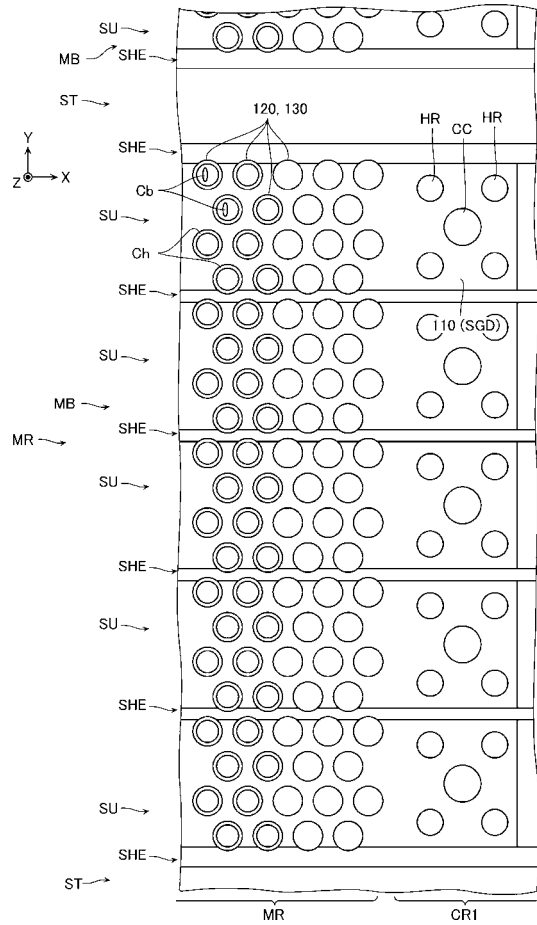 SU
MB
SHE
ST
120, 130
HR
CC
HR
SHE
Y
Z
X
Cb
SU
Ch
SHE
110 (SGD)
SU
MB
MR
SHE
SU
SHE
SU
SHE
SU
SHE
ST
MR
CR1